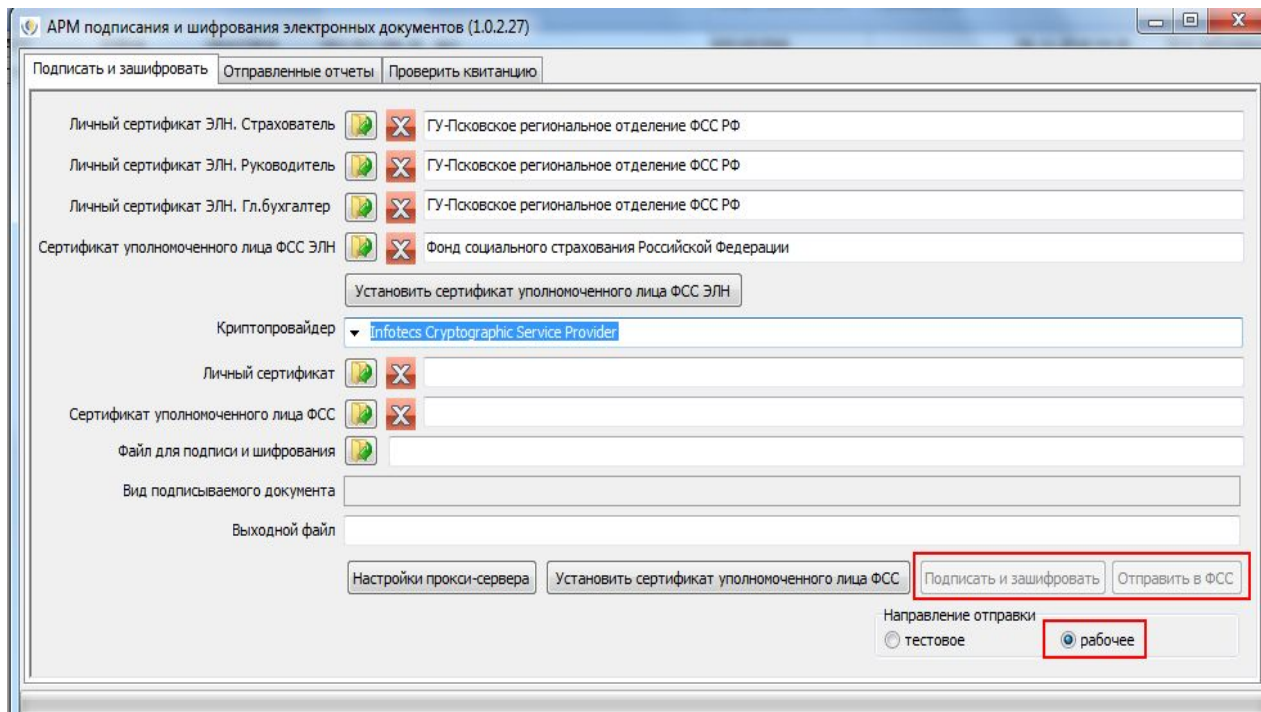 АРМ подписания и шифрования электронных документов (1.0.2.27)
Подписать и зашифровать Отправленные отчеты Проверить квитанцию
Личный сертификат ЭЛН. Страхователь ГУ-Псковское региональное отделение ФСС РФ
Личный сертификат ЭЛН. Руководитель ГУ-Псковское региональное отделение ФСС РФ
Личный сертификат ЭЛН. Гл.бухгалтер ГУ-Псковское региональное отделение ФСС РФ
Сертификат уполномоченного лица ФСС ЭЛН Фонд социального страхования Российской Федерации
Установить сертификат уполномоченного лица ФСС ЭЛН
Криптопровайдер Infotecs Cryptographic Service Provider
Личный сертификат
Сертификат уполномоченного лица ФСС
Файл для подписи и шифрования
Вид подписываемого документа
Выходной файл
Настройки прокси-сервера Установить сертификат уполномоченного лица ФСС Подписать и зашифровать Отправить в ФСС
Направление отправки
тестовое рабочее